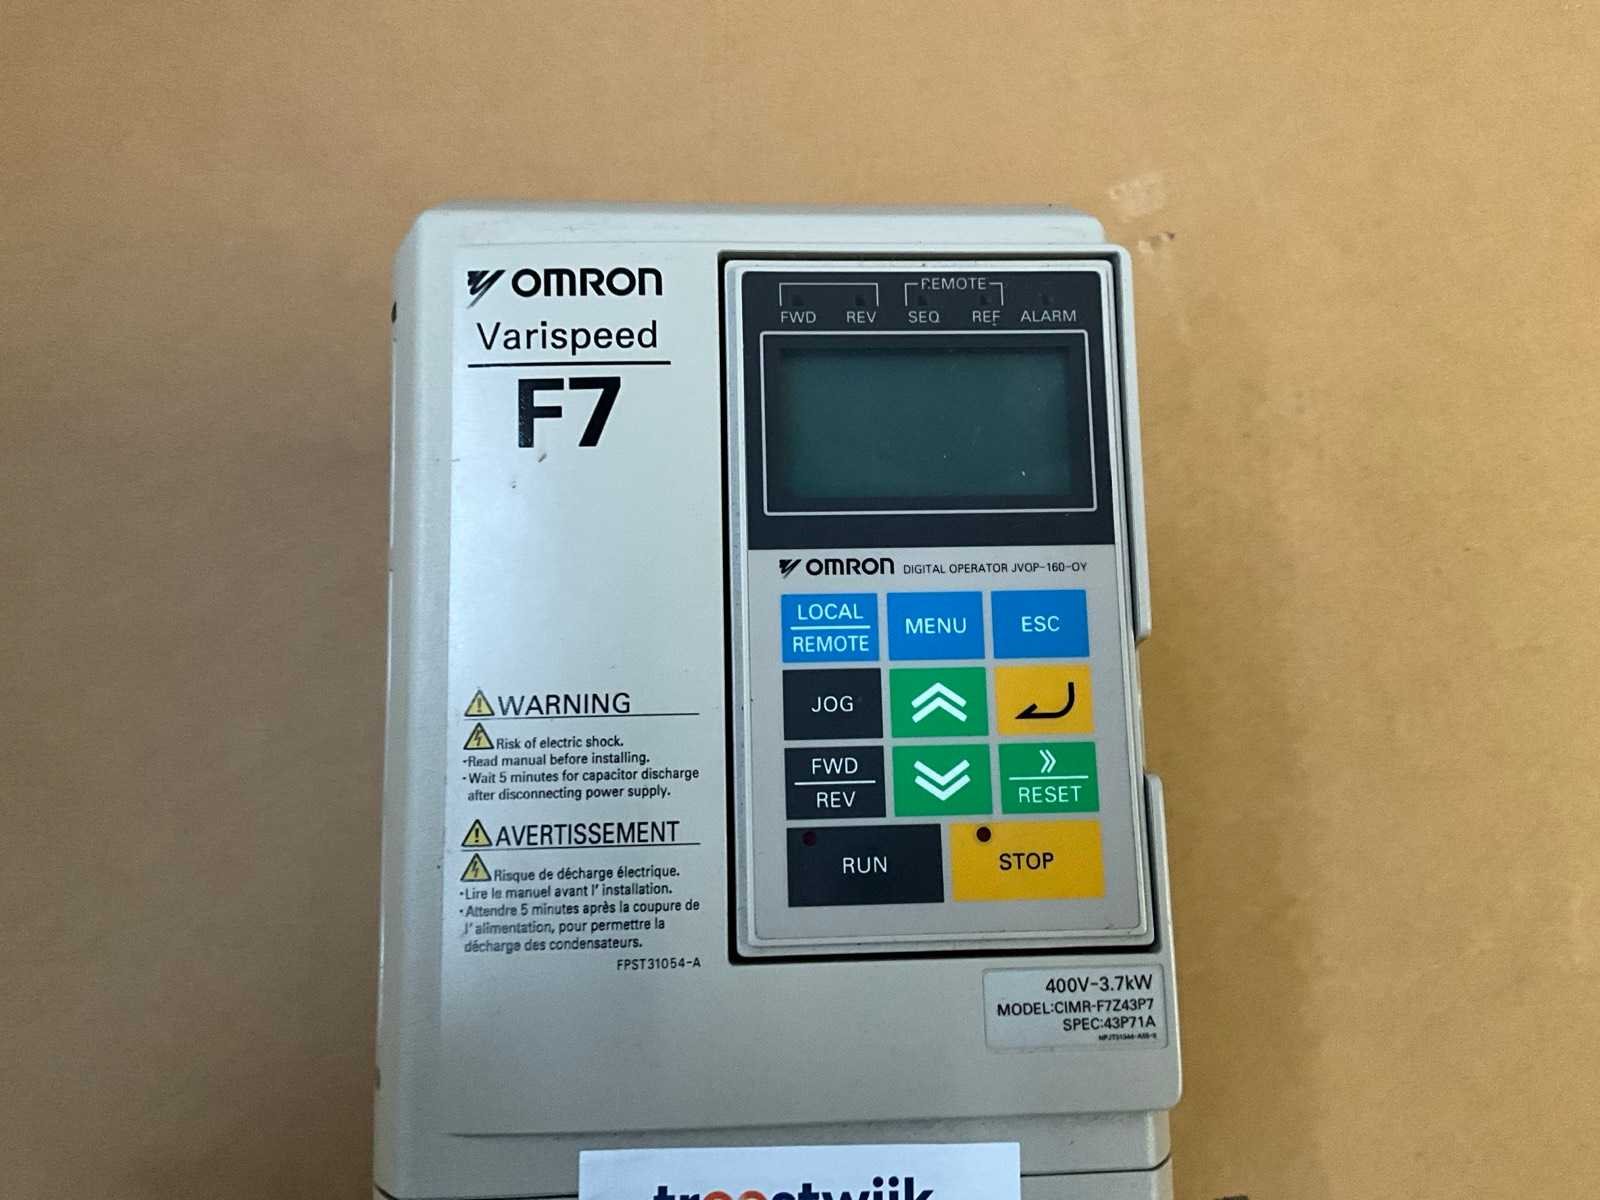 OMRON
Varispeed
F7
WARNING
Risk of electric shock.
·Read manual before installing.
·Wait 5 minutes for capacitor discharge
after disconnecting power supply.
AVERTISSEMENT
Risque de décharge électrique.
·Lire le manuel avant l' installation.
·Attendre 5 minutes après la coupure de
l' alimentation, pour permettre la
décharge des condensateurs.
FPST31054-A
REMOTE
FWD REV SEQ REF ALARM
OMRON DIGITAL OPERATOR JVOP-160-OY
LOCAL
REMOTE
MENU
ESC
JOG
FWD
REV
RESET
RUN
STOP
400V-3.7kW
MODEL:CIMR-F7Z43P7
SPEC:43P71A
troostwijk